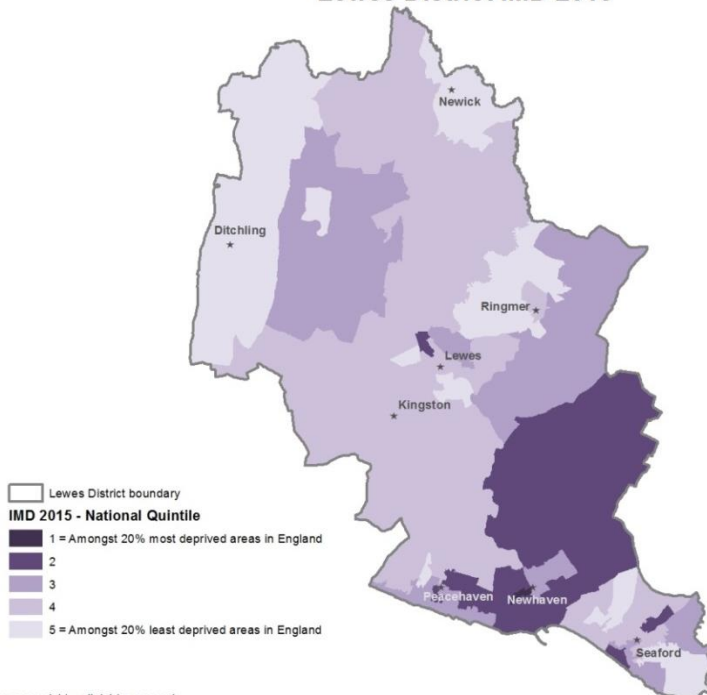 Newick
Ditchling
Ringmer
Lewes
Kingston
Lewes District boundary
IMD 2015 - National Quintile
1 = Amongst 20% most deprived areas in England
2
3
4
5 = Amongst 20% least deprived areas in England
Peacehaven
Newhaven
Seaford